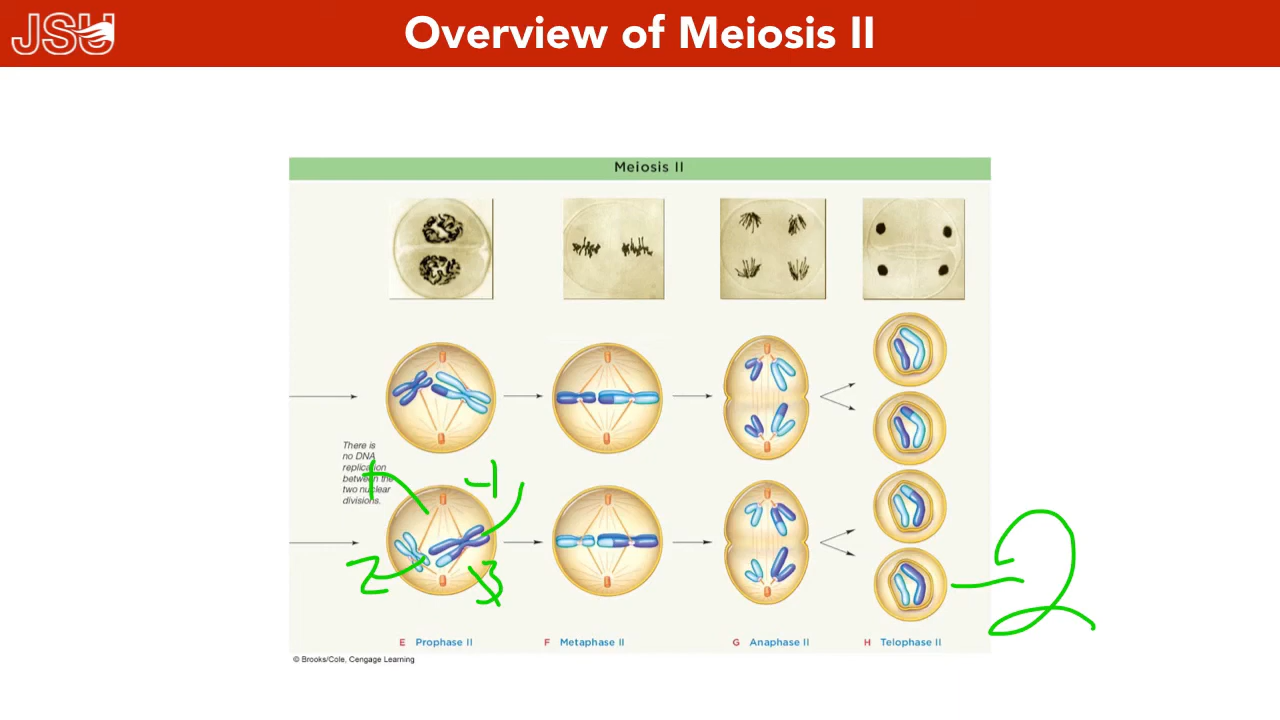 JSU
Overview of Meiosis II
Meiosis II
There is
no DNA
replication
between the
two nuclear
divisions.
1
4
2
3
2
E Prophase II
F Metaphase II
G Anaphase II
H Telophase II
© Brooks/Cole, Cengage Learning